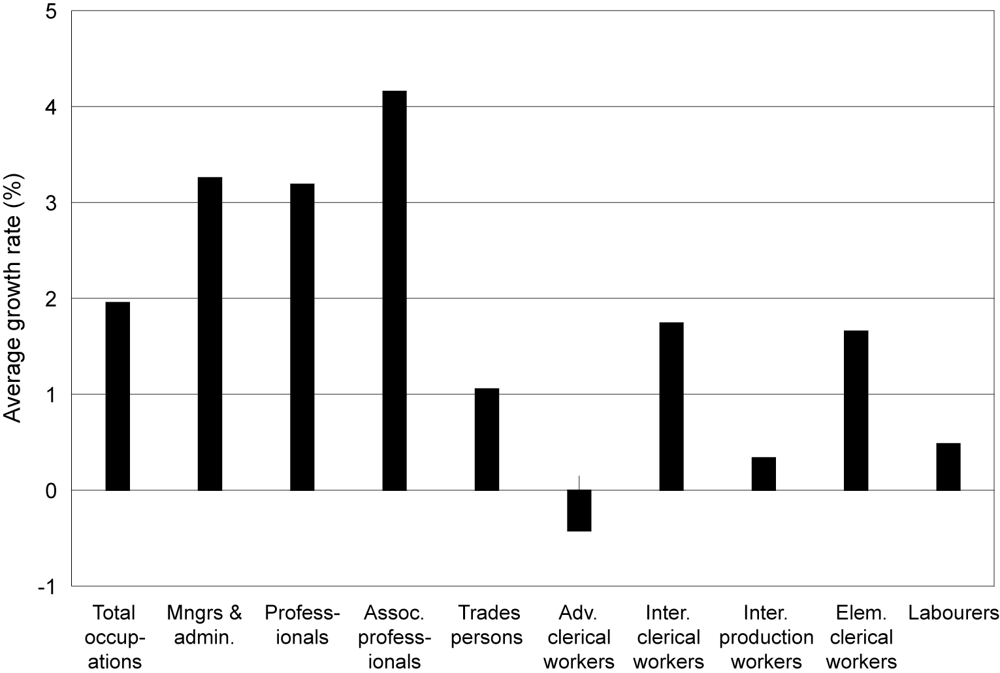 5
4
3
2
1
0
-1
Average growth rate (%)
Total
occup-
ations
Mngrs &
admin.
Profess-
ionals
Assoc.
profess-
ionals
Trades
persons
Adv.
clerical
workers
Inter.
clerical
workers
Inter.
production
workers
Elem.
clerical
workers
Labourers